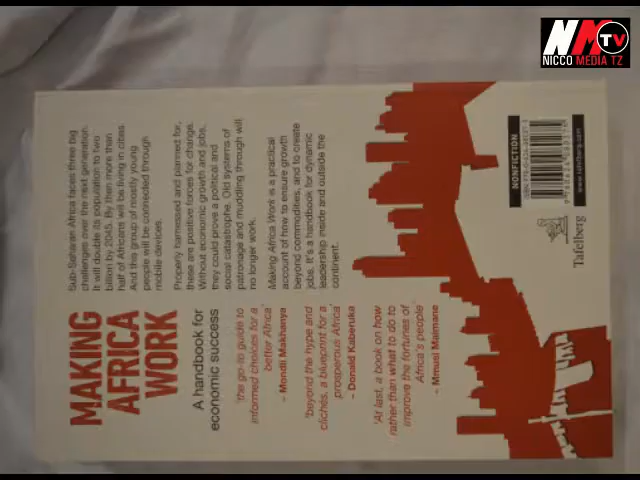 NMTV
NICCO MEDIA TZ
MAKING
AFRICA
WORK
A handbook for
economic success
'the go-to guide to
informed choices for a
better Africa'
– Mondli Makhanya
'beyond the hype and
clichés, a blueprint for a
prosperous Africa'
– Donald Kaberuka
'At last, a book on how
rather than what to do to
improve the fortunes of
Africa's people'
– Mmusi Maimane
Sub-Saharan Africa faces three big
challenges over the next generation.
It will double its population to two
billion by 2045. By then more than
half of Africans will be living in cities.
And this group of mostly young
people will be connected through
mobile devices.
Properly harnessed and planned for,
these are positive forces for change.
Without economic growth and jobs,
they could prove a political and
social catastrophe. Old systems of
patronage and muddling through will
no longer work.
Making Africa Work is a practical
account of how to ensure growth
beyond commodities, and to create
jobs. It's a handbook for dynamic
leadership inside and outside the
continent.
Tafelberg
NONFICTION
www.tafelberg.com